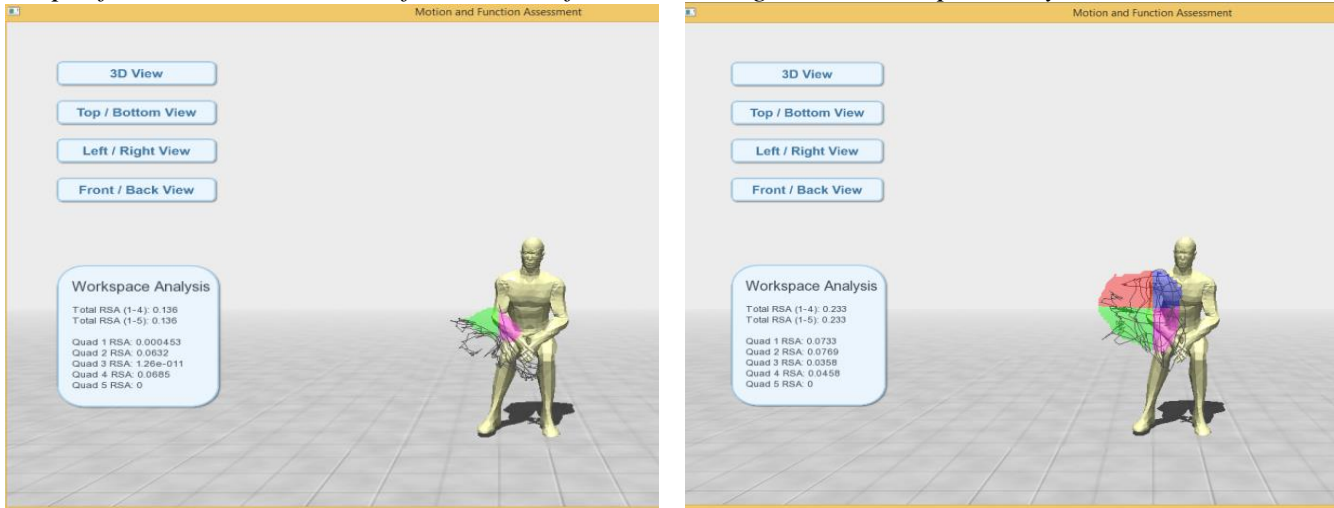 Motion and Function Assessment
3D View
Top / Bottom View
Left / Right View
Front / Back View
Workspace Analysis
Total RSA (1-4): 0.136
Total RSA (1-5): 0.136
Quad 1 RSA: 0.000453
Quad 2 RSA: 0.0632
Quad 3 RSA: 1.26e-011
Quad 4 RSA: 0.0685
Quad 5 RSA: 0
Motion and Function Assessment
3D View
Top / Bottom View
Left / Right View
Front / Back View
Workspace Analysis
Total RSA (1-4): 0.233
Total RSA (1-5): 0.233
Quad 1 RSA: 0.0733
Quad 2 RSA: 0.0769
Quad 3 RSA: 0.0358
Quad 4 RSA: 0.0458
Quad 5 RSA: 0